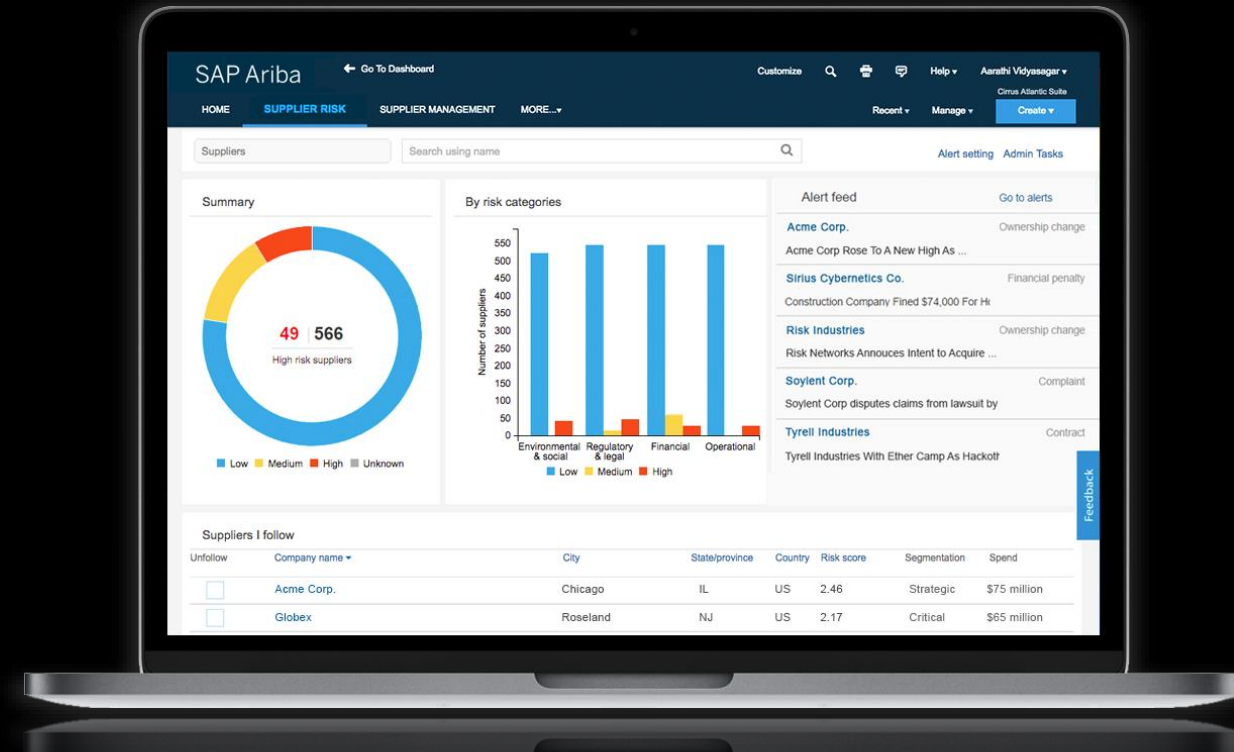 SAP Ariba
Go To Dashboard
Customize
Help
Aarathi Vidyasagar
Cirrus Atlantic Suite
HOME SUPPLIER RISK SUPPLIER MANAGEMENT MORE...
Recent Manage Create
Suppliers
Search using name
Alert setting Admin Tasks
Summary
49 | 566
High risk suppliers
Low Medium High Unknown
By risk categories
Number of suppliers
550
500
450
400
350
300
250
200
150
100
50
0
Environmental & social
Regulatory & legal
Financial
Operational
Low Medium High
Alert feed Go to alerts
Acme Corp. Ownership change
Acme Corp Rose To A New High As ...
Sirius Cybernetics Co. Financial penalty
Construction Company Fined $74,000 For
Risk Industries Ownership change
Risk Networks Annouces Intent to Acquire ...
Soylent Corp. Complaint
Soylent Corp disputes claims from lawsuit by
Tyrell Industries Contract
Tyrell Industries With Ether Camp As
Feedback
Suppliers I follow
Unfollow Company name City State/province Country Risk score Segmentation Spend
Acme Corp. Chicago IL US 2.46 Strategic $75 million
Globex Roseland NJ US 2.17 Critical $65 million